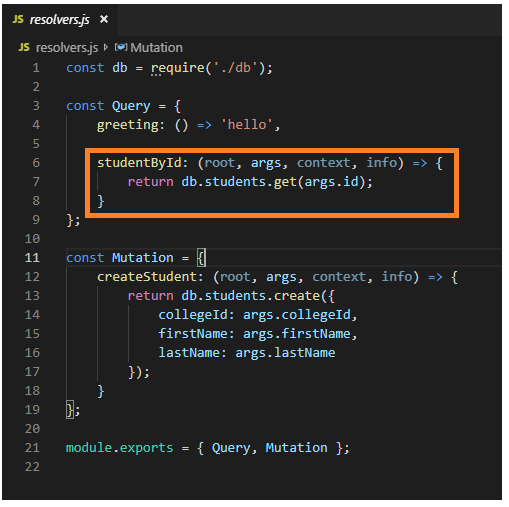 JS resolvers.js ×
JS resolvers.js > Mutation
1 const db = require('./db');
2
3 const Query = {
4 greeting: () => 'hello',
5
6 studentById: (root, args, context, info) => {
7 return db.students.get(args.id);
8 }
9 };
10
11 const Mutation = {
12 createStudent: (root, args, context, info) => {
13 return db.students.create({
14 collegeId: args.collegeId,
15 firstName: args.firstName,
16 lastName: args.lastName
17 });
18 }
19 };
20
21 module.exports = { Query, Mutation };
22